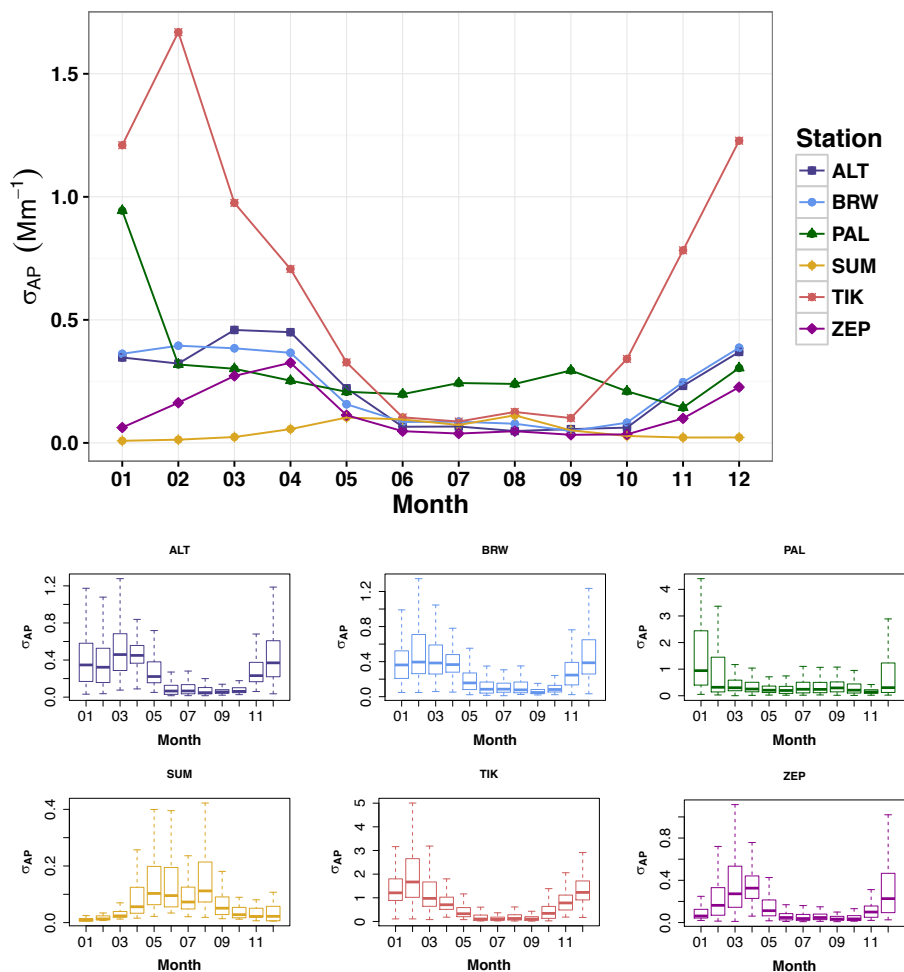 1.5
1.0
0.5
0.0
σAP (Mm⁻¹)
01 02 03 04 05 06 07 08 09 10 11 12
Month
Station
ALT
BRW
PAL
SUM
TIK
ZEP
ALT
1.2
0.8
0.4
0.0
σAP
01 03 05 07 09 11
Month
BRW
1.2
0.8
0.4
0.0
σAP
01 03 05 07 09 11
Month
PAL
4
3
2
1
0
σAP
01 03 05 07 09 11
Month
SUM
0.4
0.2
0.0
σAP
01 03 05 07 09 11
Month
TIK
5
4
3
2
1
0
σAP
01 03 05 07 09 11
Month
ZEP
0.8
0.4
0.0
σAP
01 03 05 07 09 11
Month